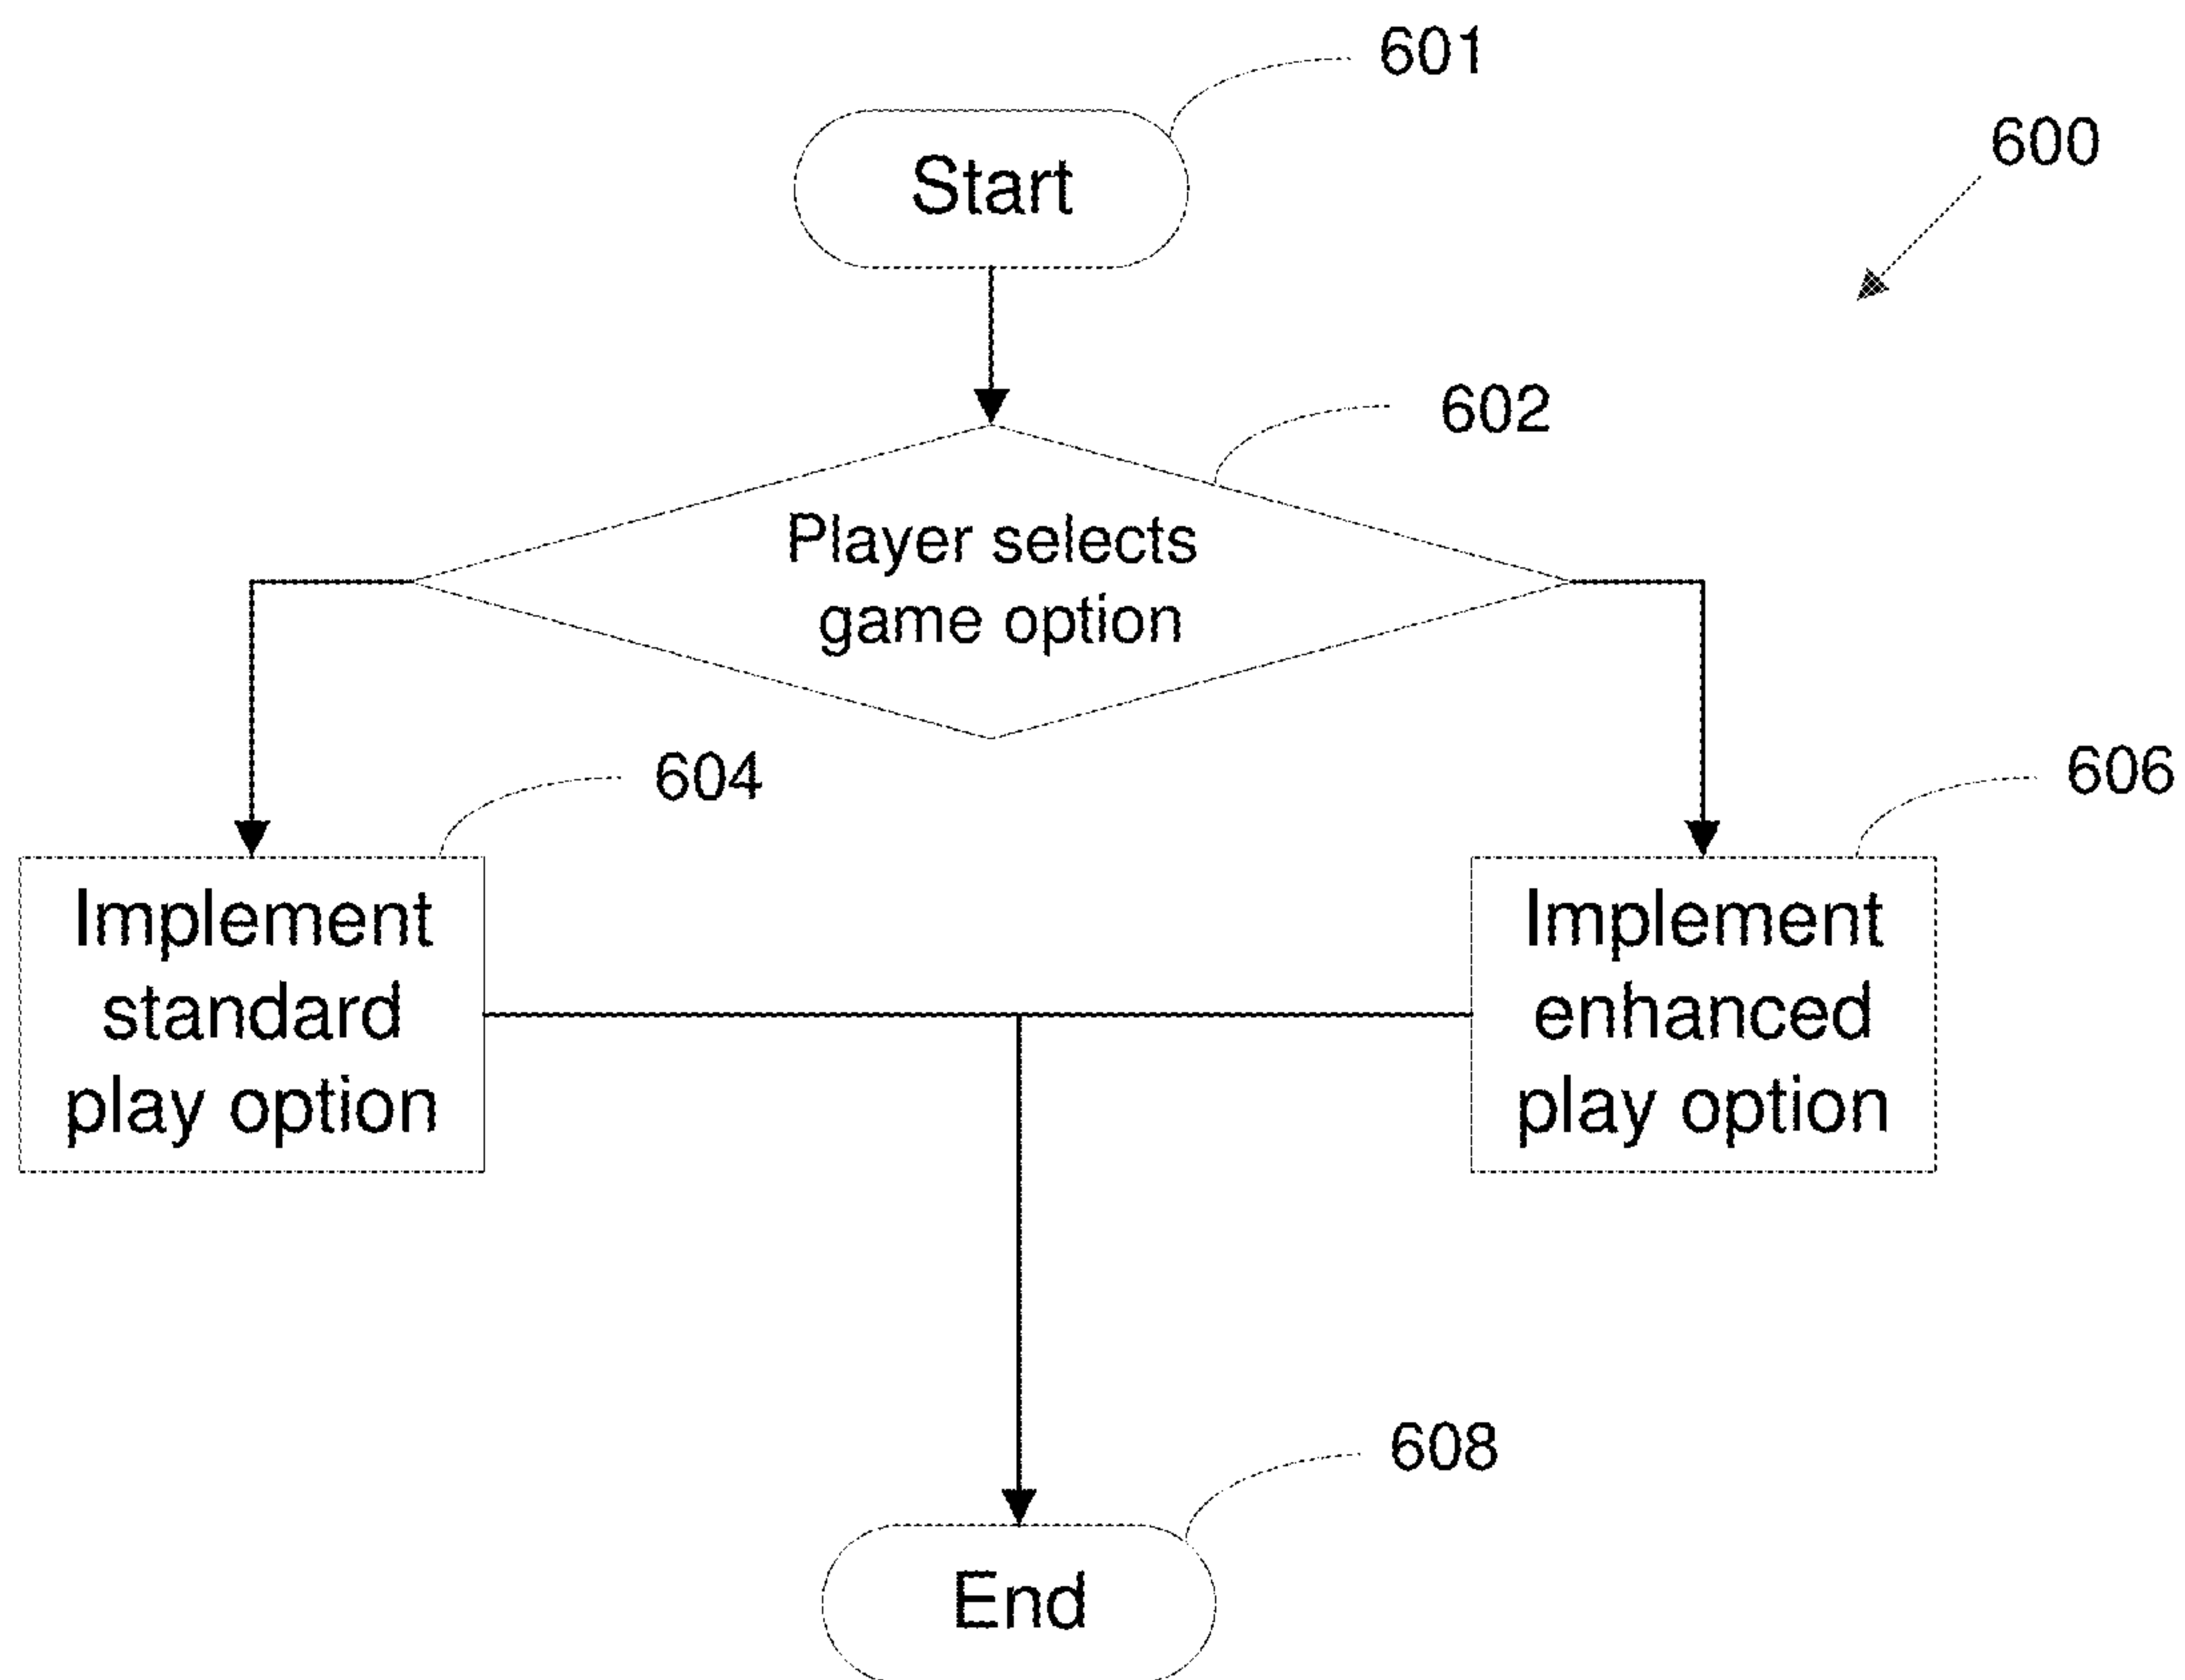 601
600
Start
602
Player selects
game option
604
606
Implement
standard
play option
Implement
enhanced
play option
608
End